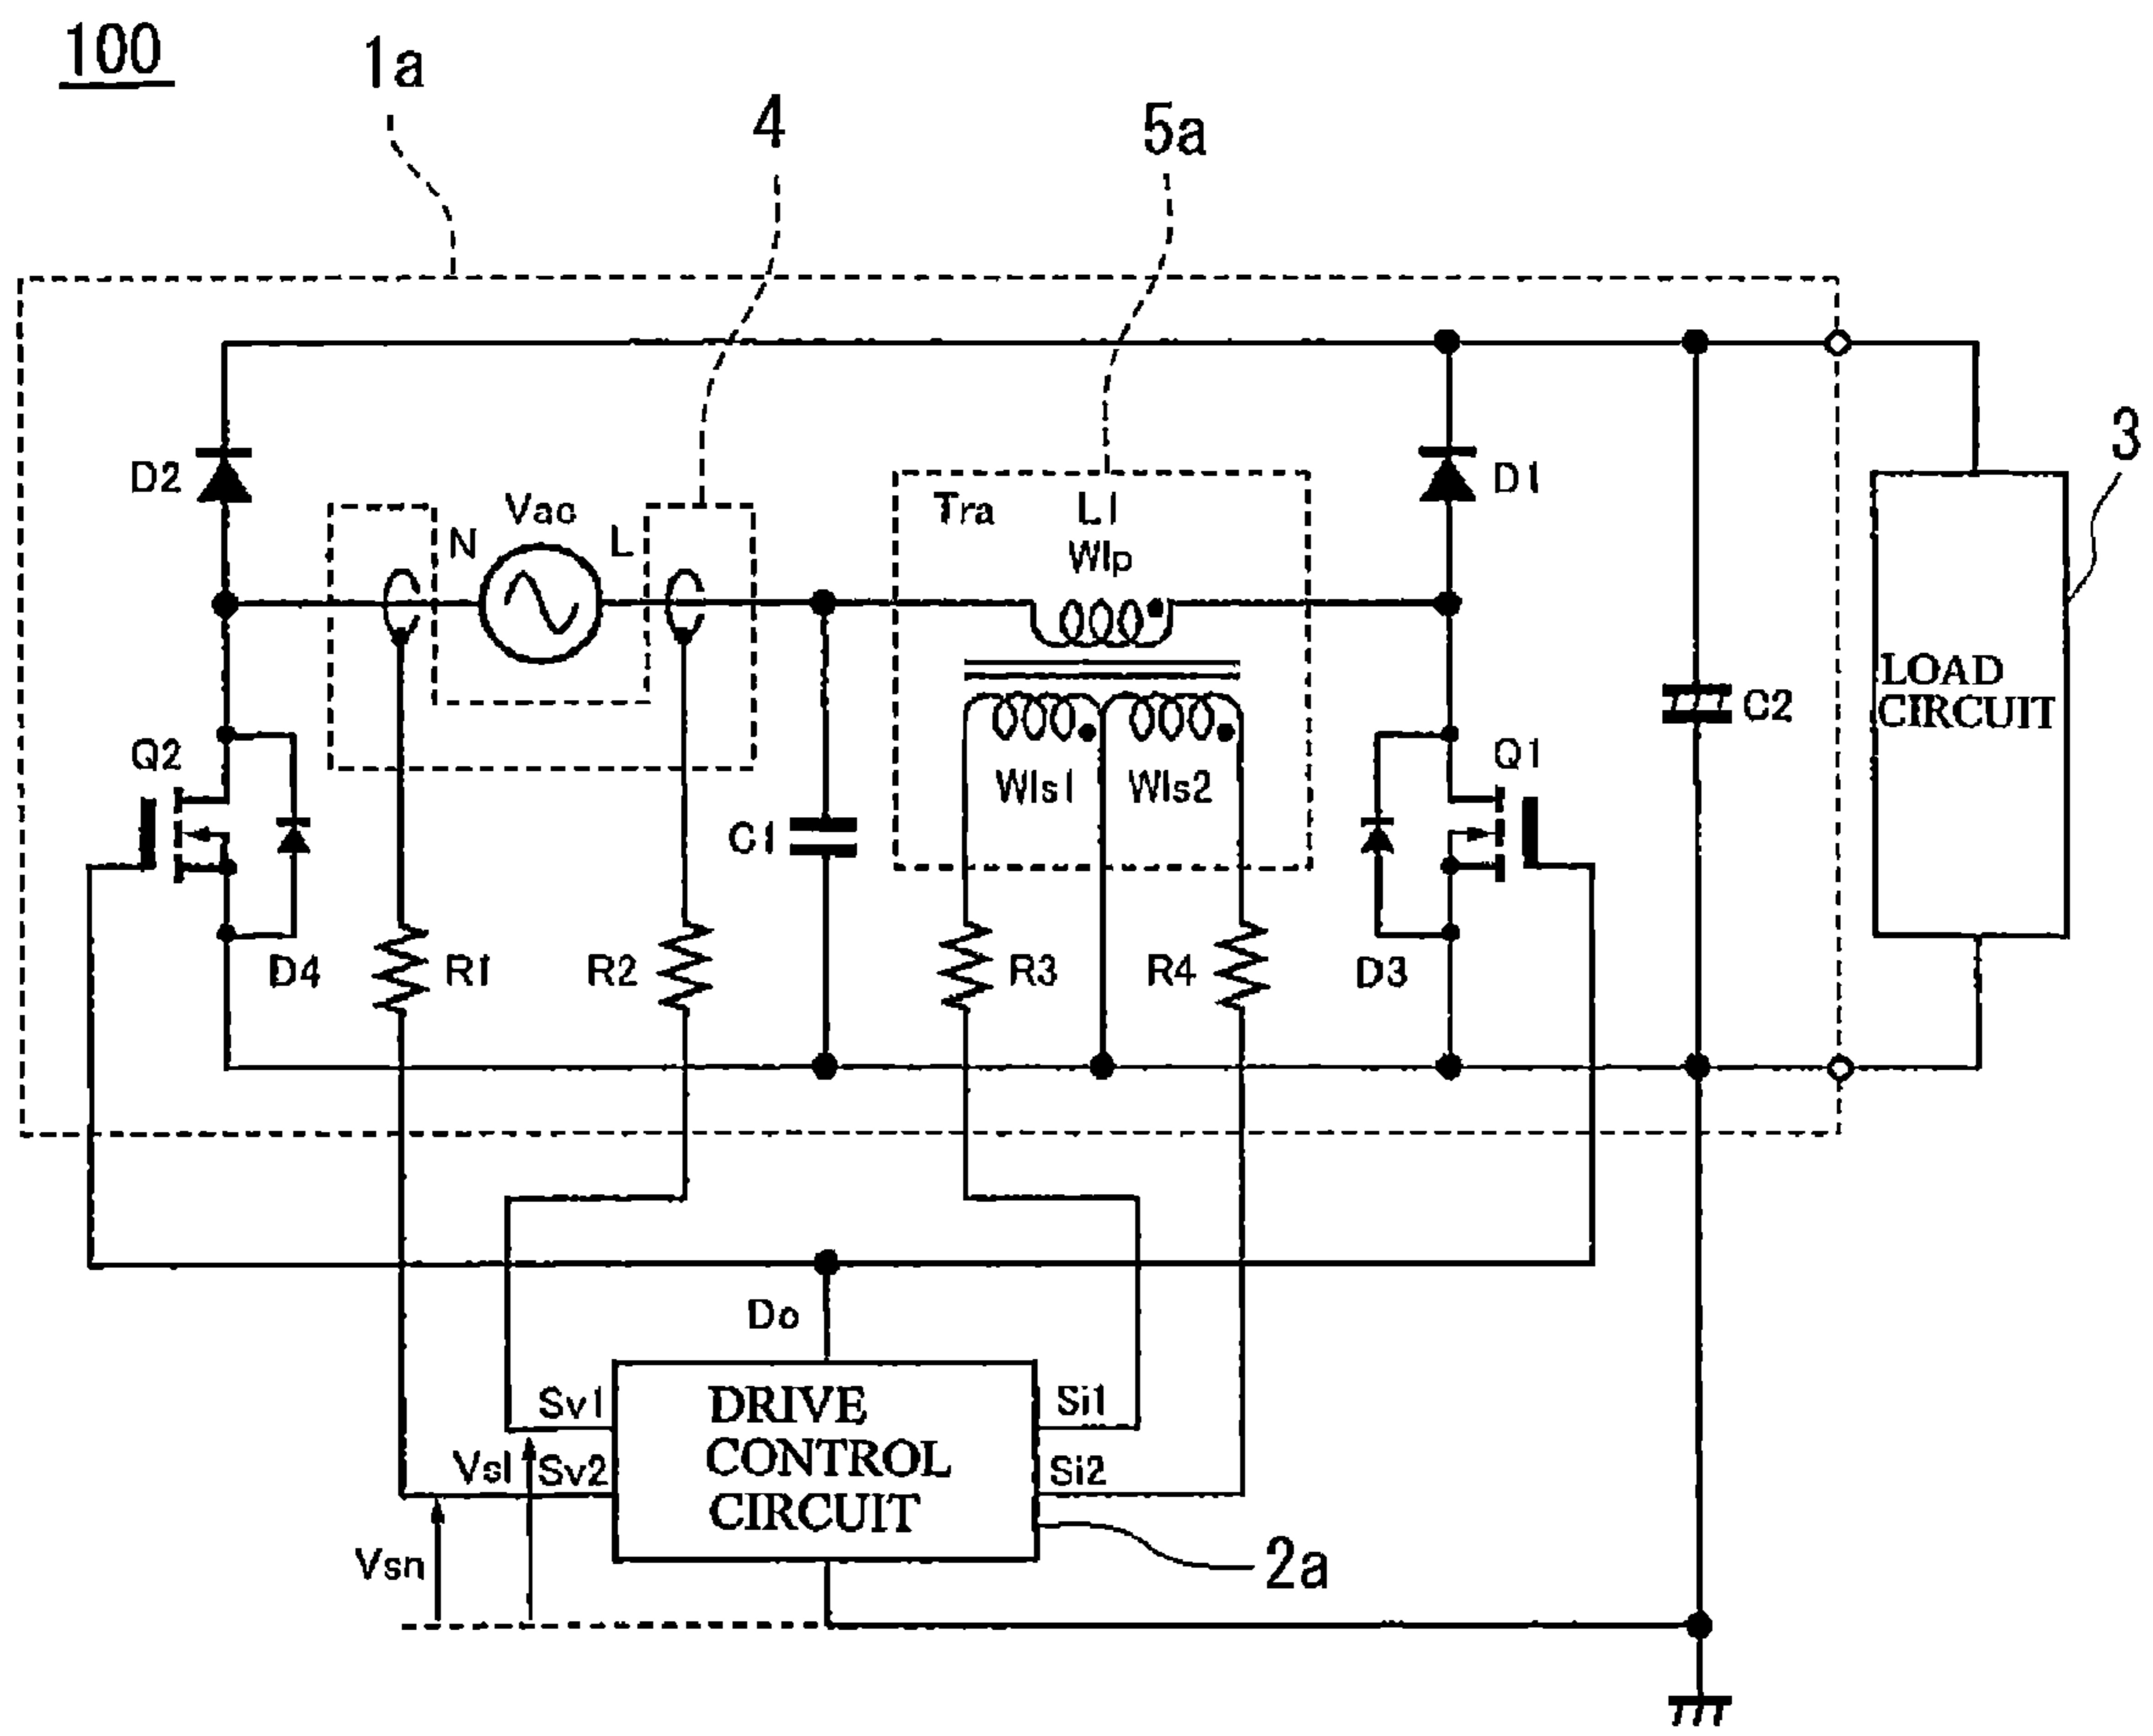 100
1a
4
5a
3
D2
N
Vac
L
Tra
L1
Wlp
D1
LOAD
CIRCUIT
C2
Q2
Wls1
Wls2
Q1
C1
D4
R1
R2
R3
R4
D3
Do
Sv1
DRIVE
Si1
Vsl
Sv2
CONTROL
Si2
CIRCUIT
Vsn
2a